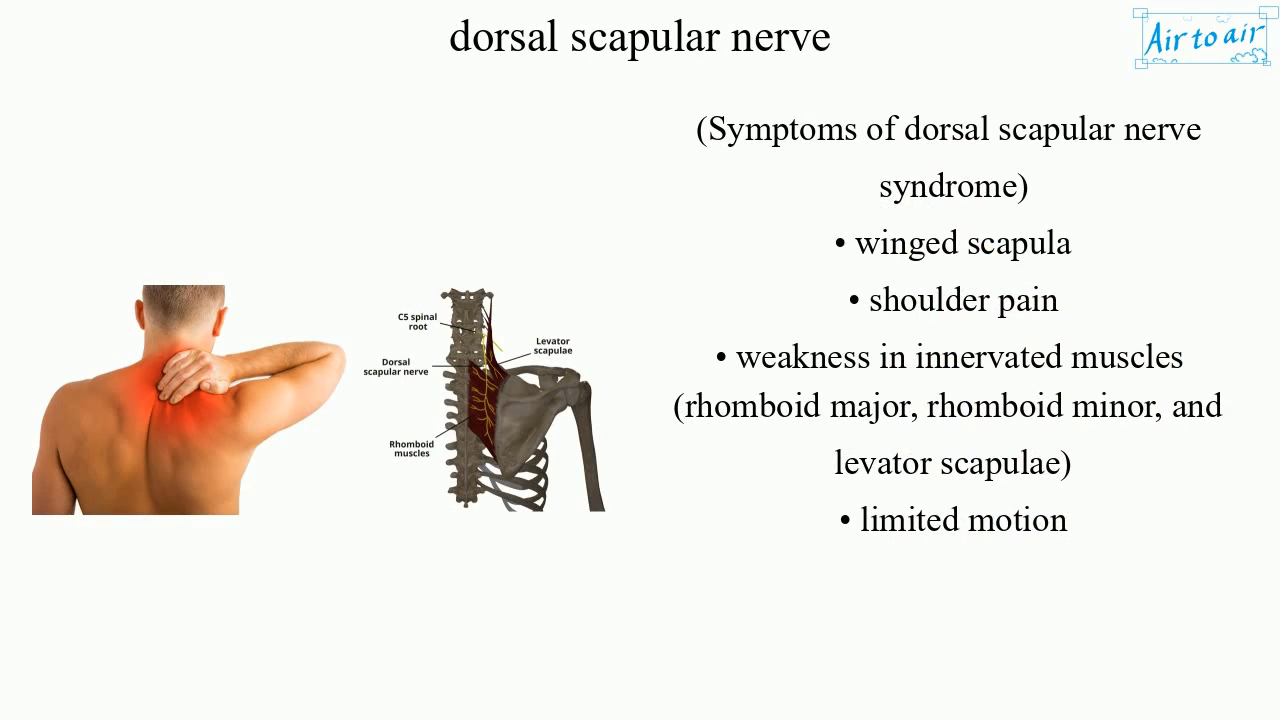 dorsal scapular nerve
Air to air
(Symptoms of dorsal scapular nerve
syndrome)
• winged scapula
• shoulder pain
• weakness in innervated muscles
(rhomboid major, rhomboid minor, and
levator scapulae)
• limited motion
C5 spinal
root
Levator
scapulae
Dorsal
scapular nerve
Rhomboid
muscles